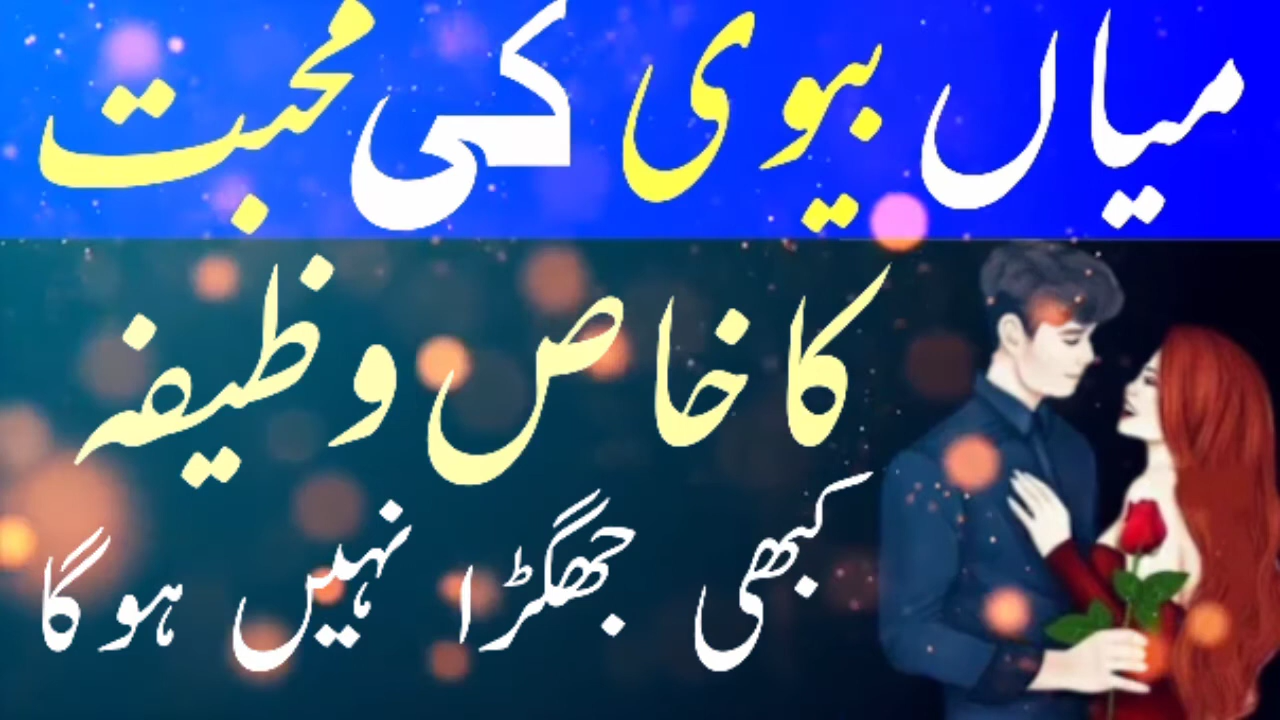 میاں بیوی کی محبت
کا خاص وظیفہ
کبھی جھگڑا نہیں ہو گا